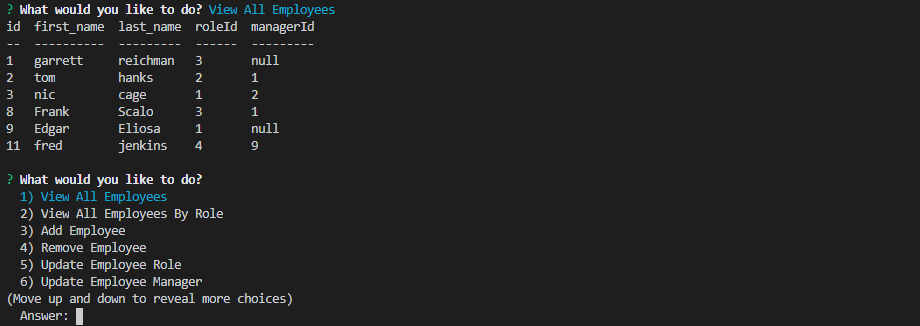 ? What would you like to do? View All Employees
id  first_name  last_name  roleId  managerId
--  ----------  ---------  ------  ---------
1   garrett     reichman   3       null
2   tom         hanks      2       1
3   nic         cage       1       2
8   Frank       Scalo      3       1
9   Edgar       Eliosa     1       null
11  fred        jenkins    4       9
? What would you like to do?
1) View All Employees
2) View All Employees By Role
3) Add Employee
4) Remove Employee
5) Update Employee Role
6) Update Employee Manager
(Move up and down to reveal more choices)
Answer: